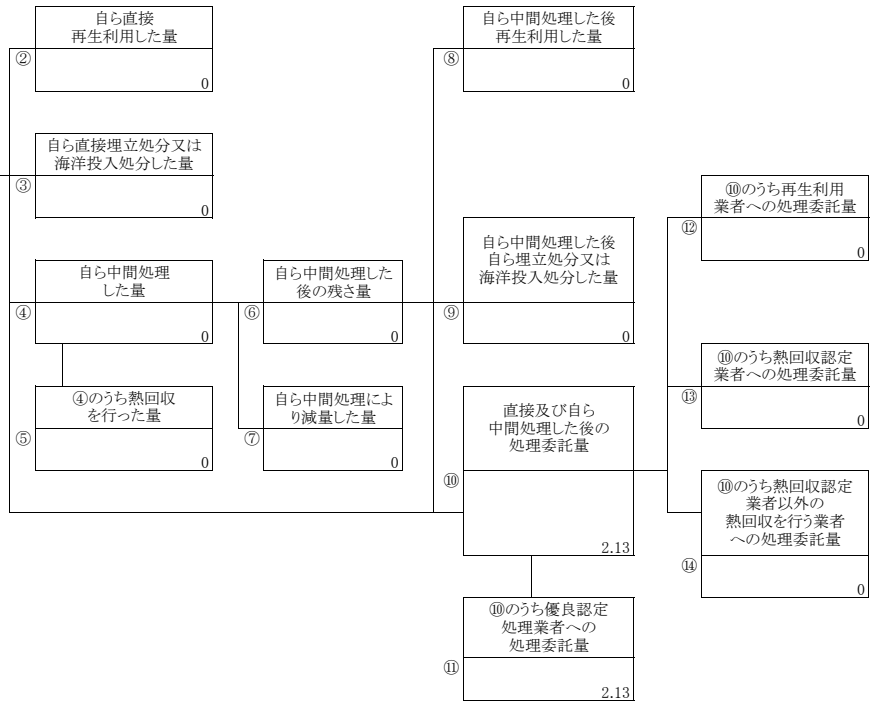 自ら直接
再生利用した量
②
0
自ら直接埋立処分又は
海洋投入処分した量
③
0
自ら中間処理
した量
④
0
④のうち熱回収
を行った量
⑤
0
自ら中間処理した
後の残さ量
⑥
0
自ら中間処理によ
り減量した量
⑦
0
自ら中間処理した後
再生利用した量
⑧
0
自ら中間処理した後
自ら埋立処分又は
海洋投入処分した量
⑨
0
直接及び自ら
中間処理した後の
処理委託量
⑩
2.13
⑩のうち優良認定
処理業者への
処理委託量
⑪
2.13
⑩のうち再生利用
業者への処理委託量
⑫
0
⑩のうち熱回収認定
業者への処理委託量
⑬
0
⑩のうち熱回収認定
業者以外の
熱回収を行う業者
への処理委託量
⑭
0